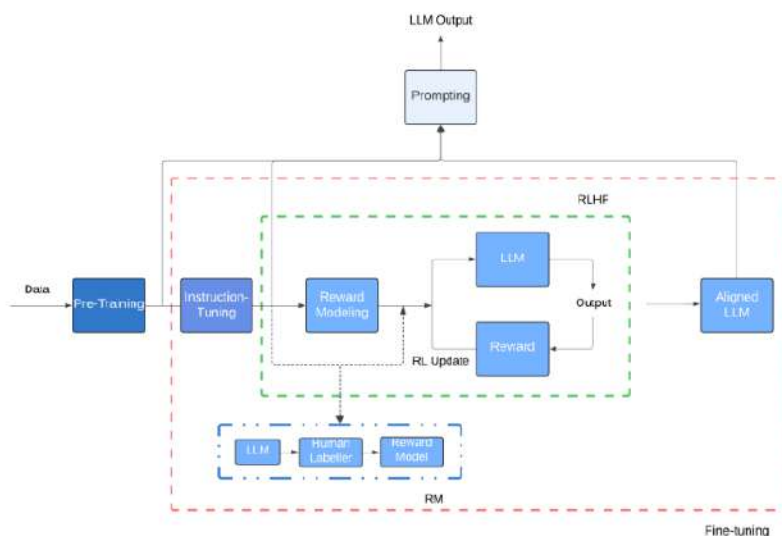 LLM Output
Prompting
RLHF
LLM
Data
Pre-Training
Instruction-
Tuning
Reward
Modeling
Output
Aligned
LLM
Reward
RL Update
LLM
Human
Labeller
Reward
Model
RM
Fine-tuning